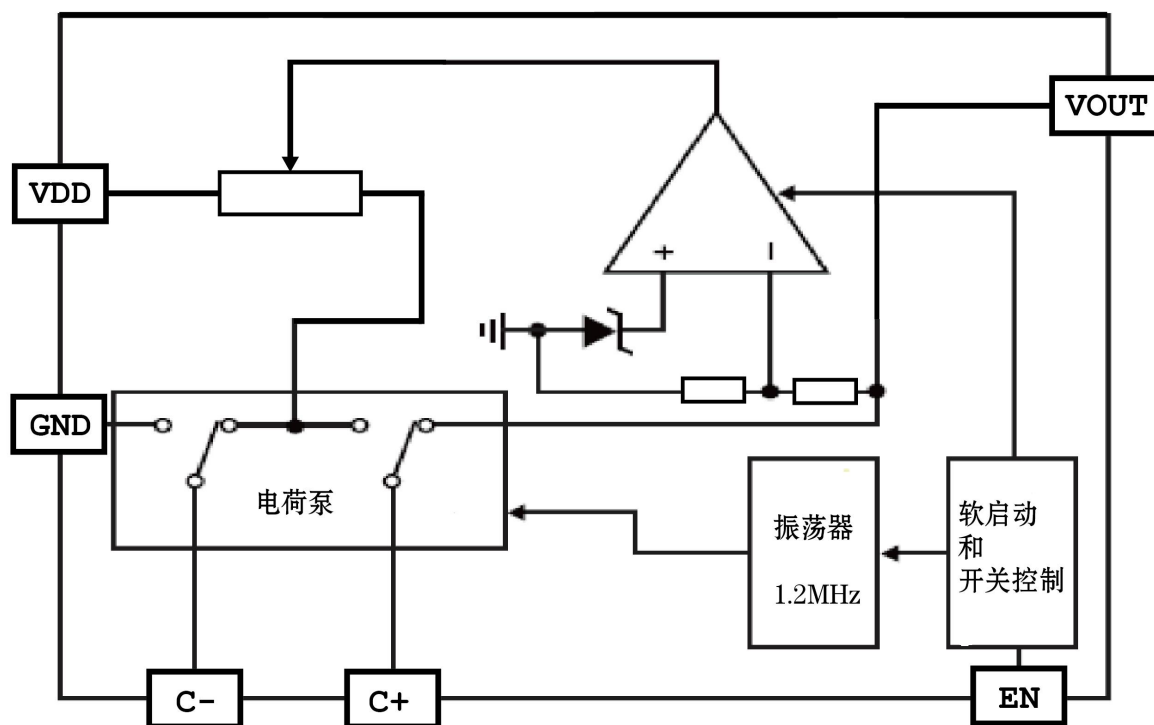 VOUT
VDD
+ −
GND
电荷泵
振荡器
1.2MHz
软启动
和
开关控制
C-
C+
EN